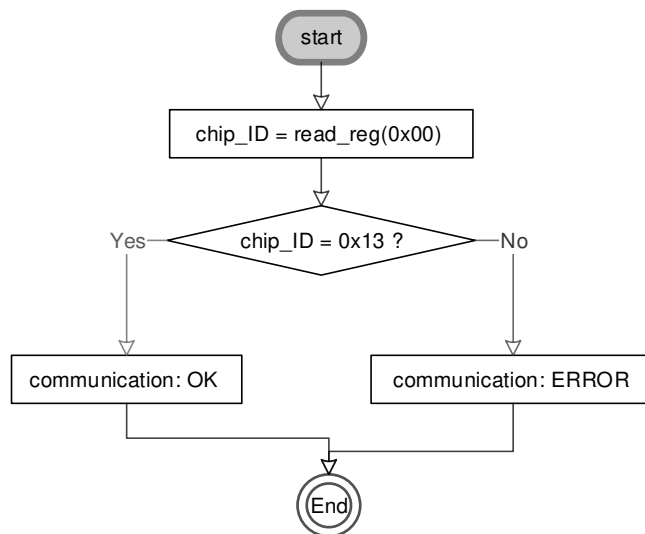 start
chip_ID = read_reg(0x00)
chip_ID = 0x13 ?
Yes
No
communication: OK
communication: ERROR
End